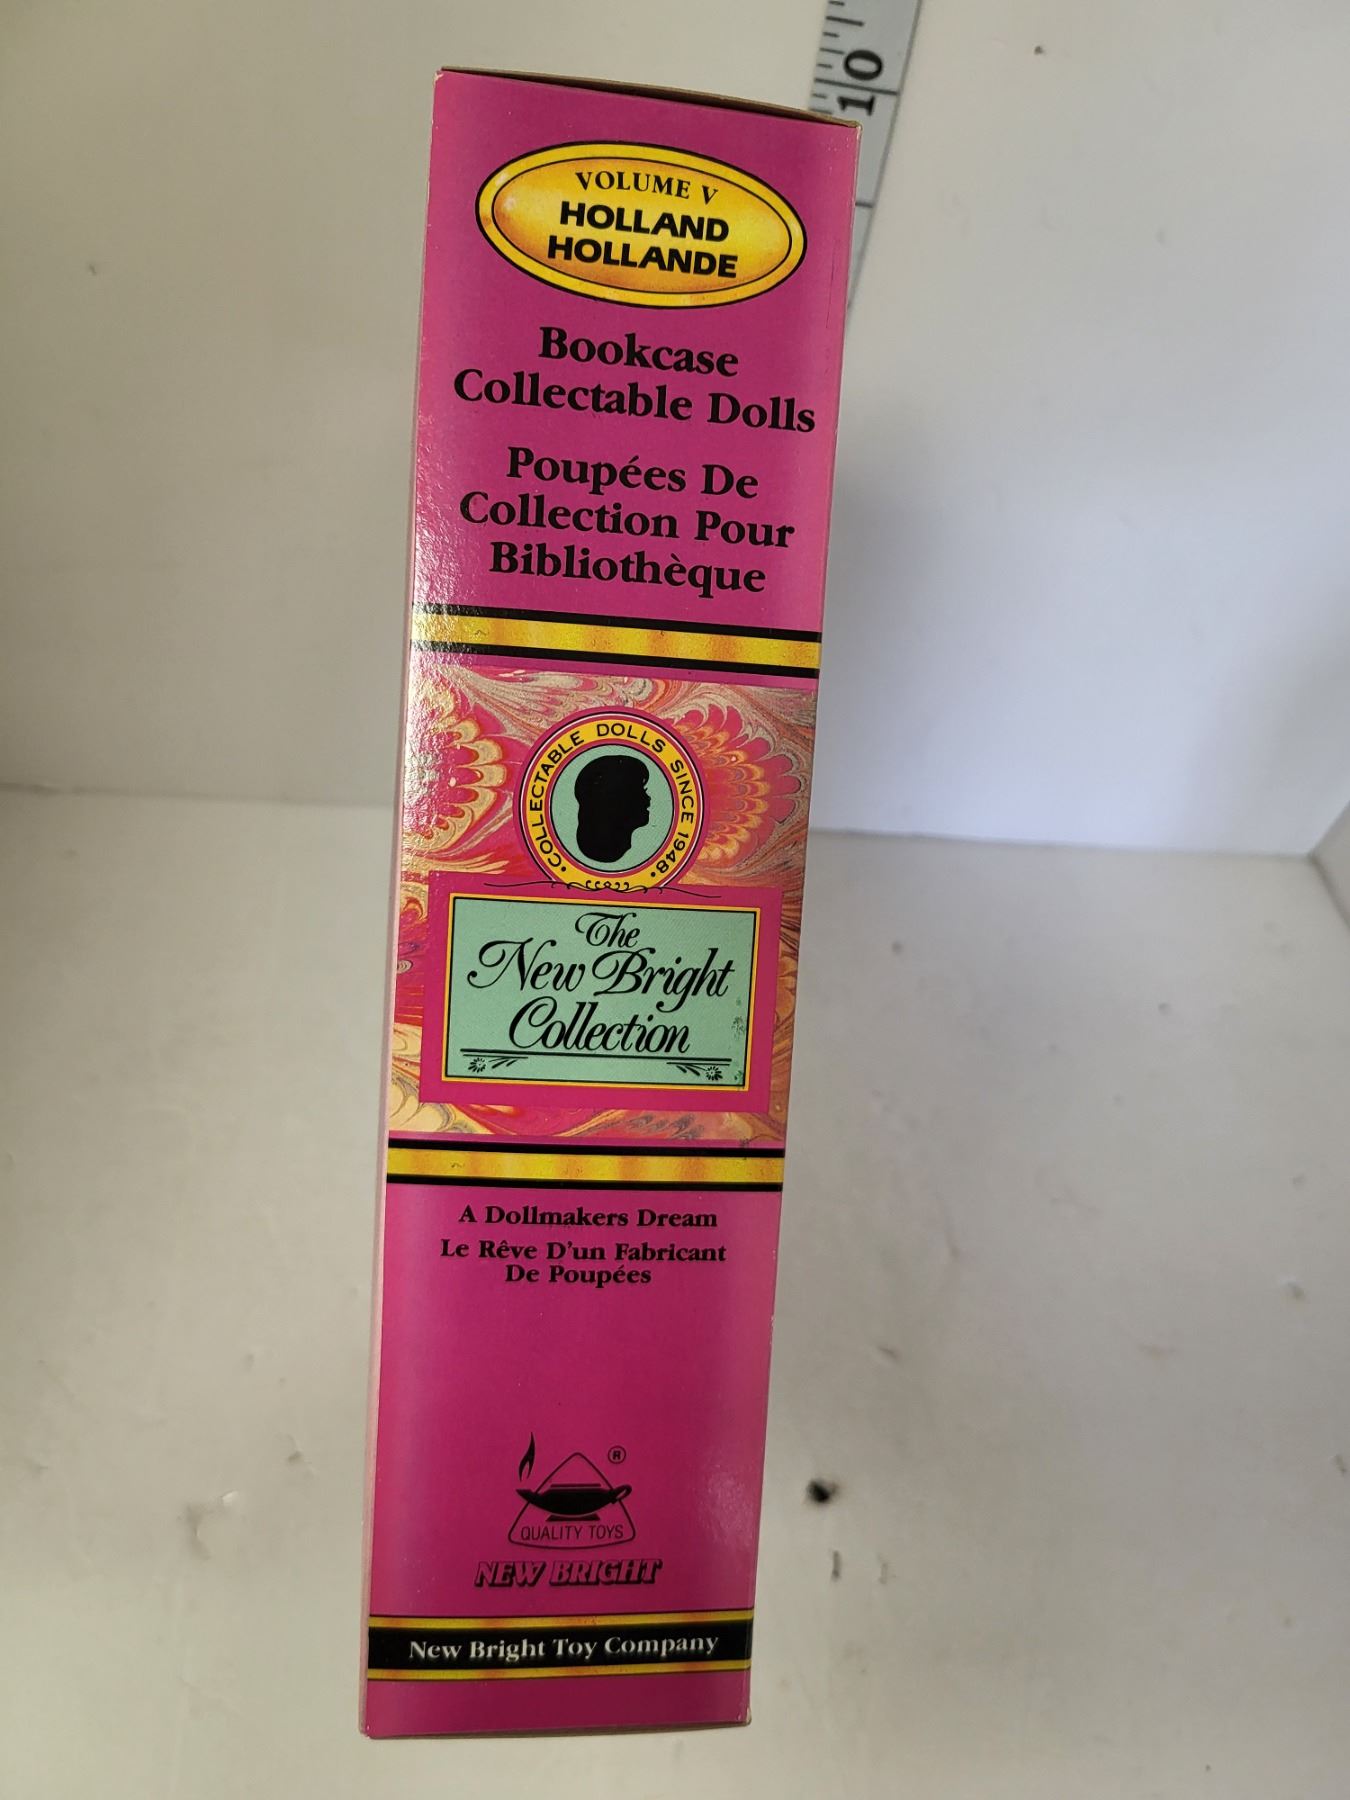 10
VOLUME V
HOLLAND
HOLLANDE
Bookcase
Collectable Dolls
Poupées De
Collection Pour
Bibliothèque
• COLLECTABLE DOLLS SINCE 1948 •
The
New Bright
Collection
A Dollmakers Dream
Le Rêve D'un Fabricant
De Poupées
®
QUALITY TOYS
NEW BRIGHT
New Bright Toy Company